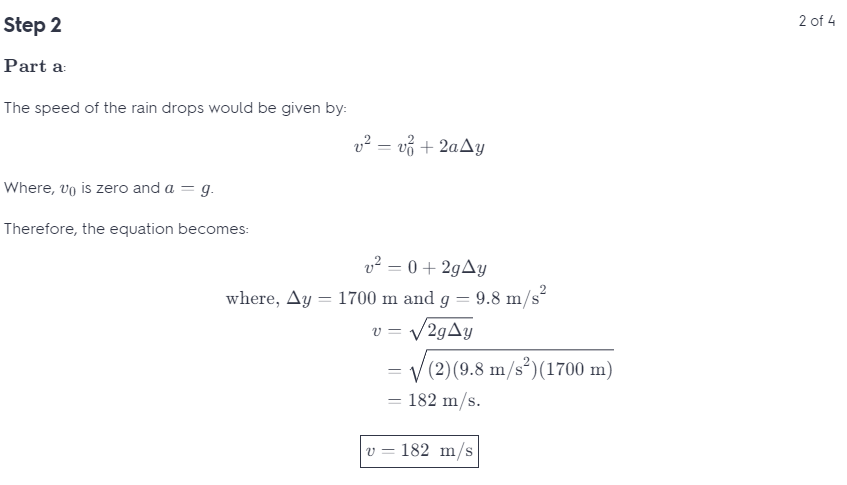 Step 2
2 of 4
Part a:
The speed of the rain drops would be given by:
v² = v₀² + 2aΔy
Where, v₀ is zero and a = g.
Therefore, the equation becomes:
v² = 0 + 2gΔy
where, Δy = 1700 m and g = 9.8 m/s²
v = √(2gΔy)
= √((2)(9.8 m/s²)(1700 m))
= 182 m/s.
v = 182 m/s